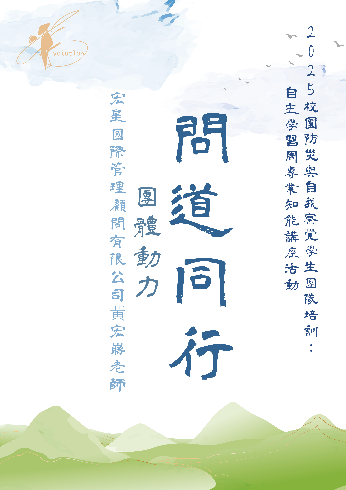 2025校園防災與自我察覺學生團隊培訓：
自主學習周專業知能講座活動
問道同行
團體動力
宏星國際管理顧問有限公司黃宏勝老師